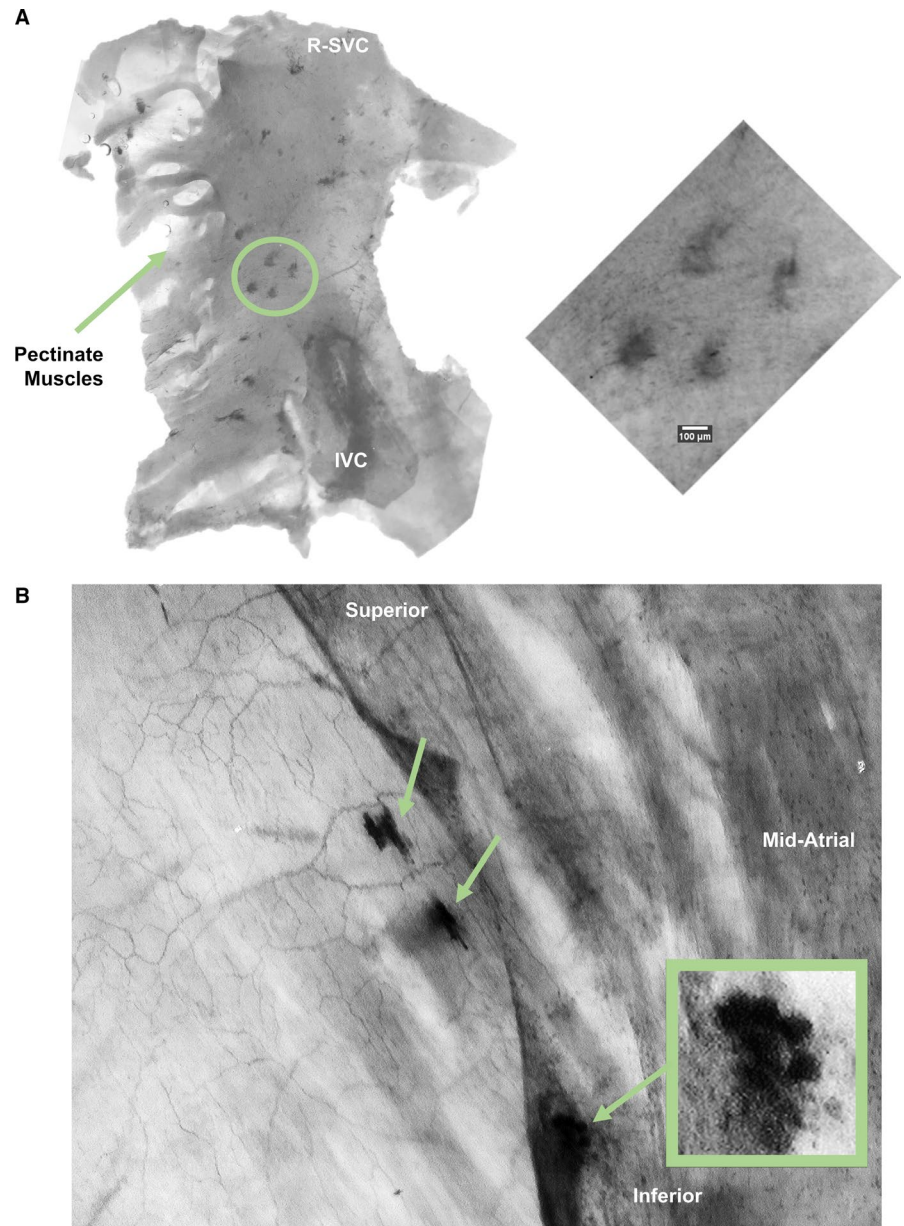 A
R-SVC
Pectinate
Muscles
IVC
100 µm
B
Superior
Mid-Atrial
Inferior